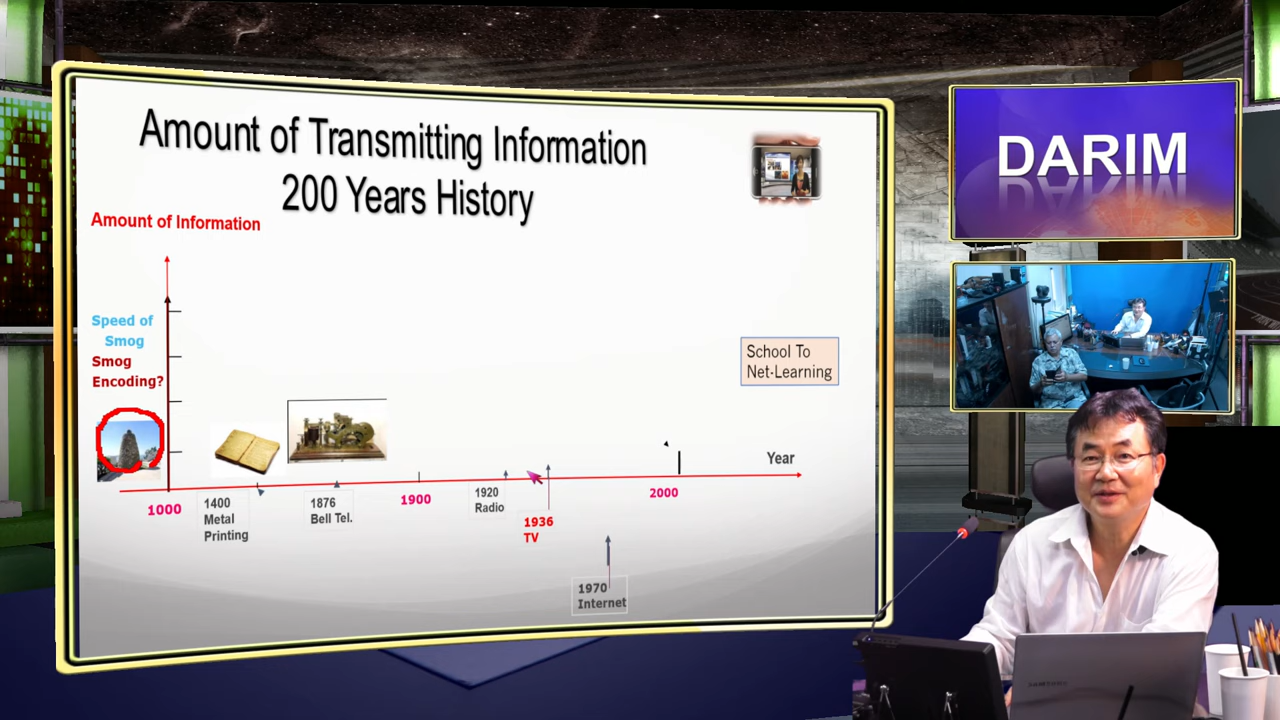 Amount of Transmitting Information
200 Years History
Amount of Information
Speed of
Smog
Smog
Encoding?
School To
Net-Learning
Year
1000
1400
Metal
Printing
1876
Bell Tel.
1900
1920
Radio
1936
TV
2000
1970
Internet
DARIM